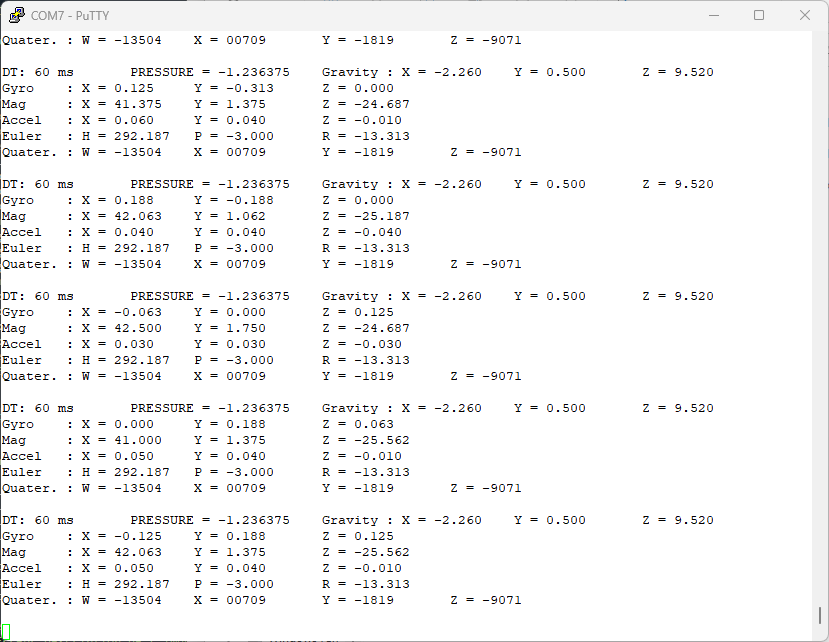 COM7 - PuTTY
Quater. : W = -13504 X = 00709 Y = -1819 Z = -9071
DT: 60 ms PRESSURE = -1.236375 Gravity : X = -2.260 Y = 0.500 Z = 9.520
Gyro : X = 0.125 Y = -0.313 Z = 0.000
Mag : X = 41.375 Y = 1.375 Z = -24.687
Accel : X = 0.060 Y = 0.040 Z = -0.010
Euler : H = 292.187 P = -3.000 R = -13.313
Quater. : W = -13504 X = 00709 Y = -1819 Z = -9071
DT: 60 ms PRESSURE = -1.236375 Gravity : X = -2.260 Y = 0.500 Z = 9.520
Gyro : X = 0.188 Y = -0.188 Z = 0.000
Mag : X = 42.063 Y = 1.062 Z = -25.187
Accel : X = 0.040 Y = 0.040 Z = -0.040
Euler : H = 292.187 P = -3.000 R = -13.313
Quater. : W = -13504 X = 00709 Y = -1819 Z = -9071
DT: 60 ms PRESSURE = -1.236375 Gravity : X = -2.260 Y = 0.500 Z = 9.520
Gyro : X = -0.063 Y = 0.000 Z = 0.125
Mag : X = 42.500 Y = 1.750 Z = -24.687
Accel : X = 0.030 Y = 0.030 Z = -0.030
Euler : H = 292.187 P = -3.000 R = -13.313
Quater. : W = -13504 X = 00709 Y = -1819 Z = -9071
DT: 60 ms PRESSURE = -1.236375 Gravity : X = -2.260 Y = 0.500 Z = 9.520
Gyro : X = 0.000 Y = 0.188 Z = 0.063
Mag : X = 41.000 Y = 1.375 Z = -25.562
Accel : X = 0.050 Y = 0.040 Z = -0.010
Euler : H = 292.187 P = -3.000 R = -13.313
Quater. : W = -13504 X = 00709 Y = -1819 Z = -9071
DT: 60 ms PRESSURE = -1.236375 Gravity : X = -2.260 Y = 0.500 Z = 9.520
Gyro : X = -0.125 Y = 0.188 Z = 0.125
Mag : X = 42.063 Y = 1.375 Z = -25.562
Accel : X = 0.050 Y = 0.040 Z = -0.010
Euler : H = 292.187 P = -3.000 R = -13.313
Quater. : W = -13504 X = 00709 Y = -1819 Z = -9071